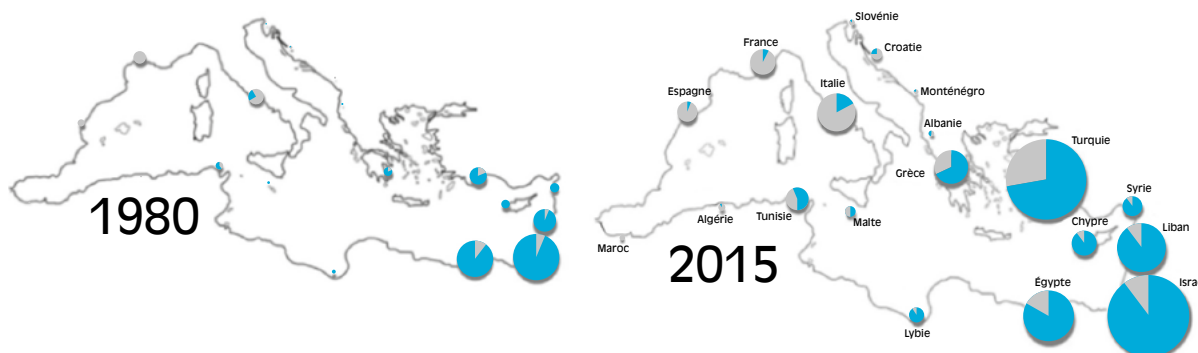 1980
2015
Slovénie
Croatie
France
Italie
Espagne
Monténégro
Albanie
Turquie
Grèce
Syrie
Algérie
Tunisie
Malte
Chypre
Liban
Maroc
Égypte
Isra
Lybie